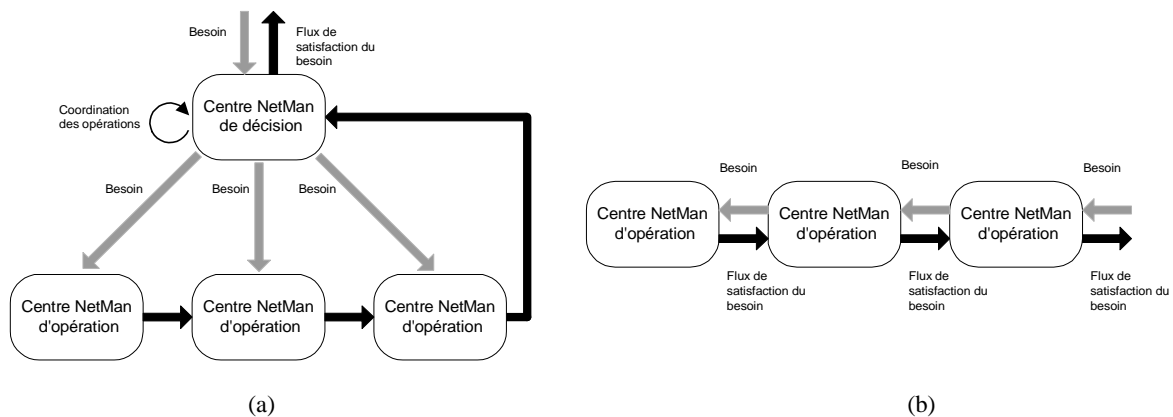 Besoin
Flux de
satisfaction du
besoin
Coordination
des opérations
Centre NetMan
de décision
Besoin
Besoin
Besoin
Centre NetMan
d'opération
Centre NetMan
d'opération
Centre NetMan
d'opération
(a)
Besoin
Besoin
Besoin
Centre NetMan
d'opération
Centre NetMan
d'opération
Centre NetMan
d'opération
Flux de
satisfaction du
besoin
Flux de
satisfaction du
besoin
Flux de
satisfaction du
besoin
(b)